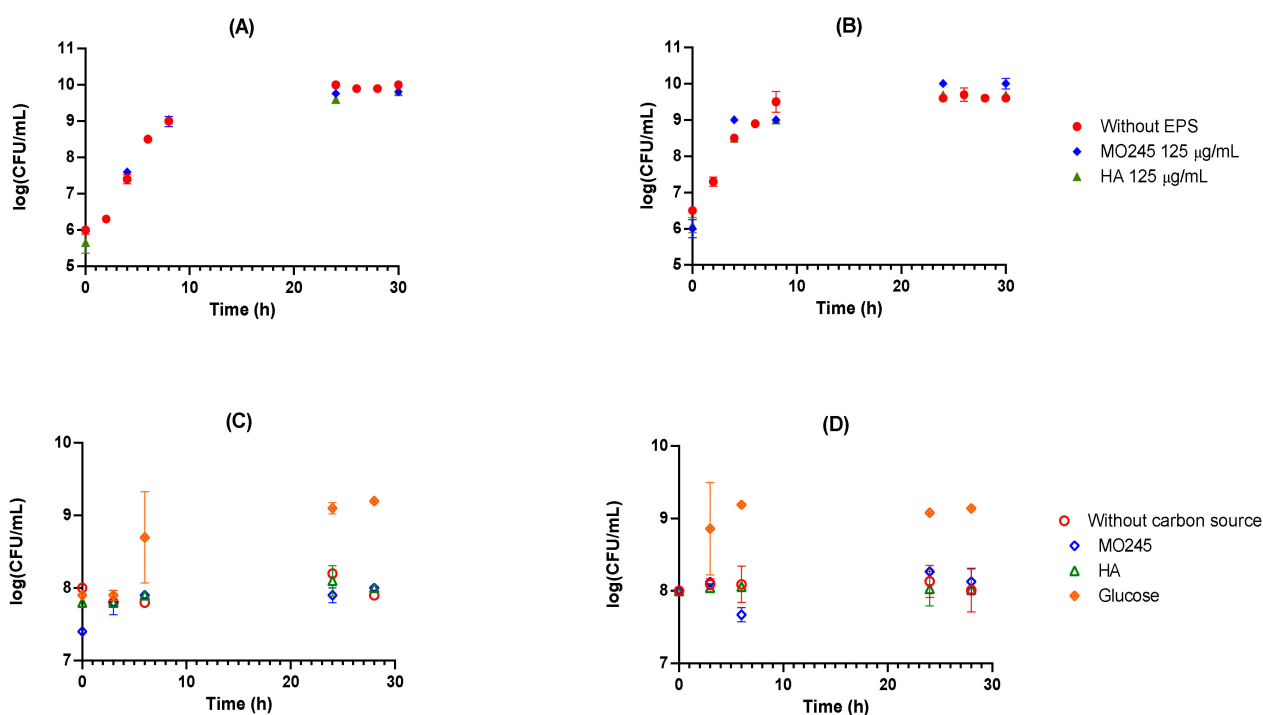 (A)
11
10
9
8
7
6
5
log(CFU/mL)
0
10
20
30
Time (h)
(B)
11
10
9
8
7
6
5
log(CFU/mL)
0
10
20
30
Time (h)
Without EPS
MO245 125 μg/mL
HA 125 μg/mL
(C)
10
9
8
7
log(CFU/mL)
0
10
20
30
Time (h)
(D)
10
9
8
7
log(CFU/mL)
0
10
20
30
Time (h)
Without carbon source
MO245
HA
Glucose